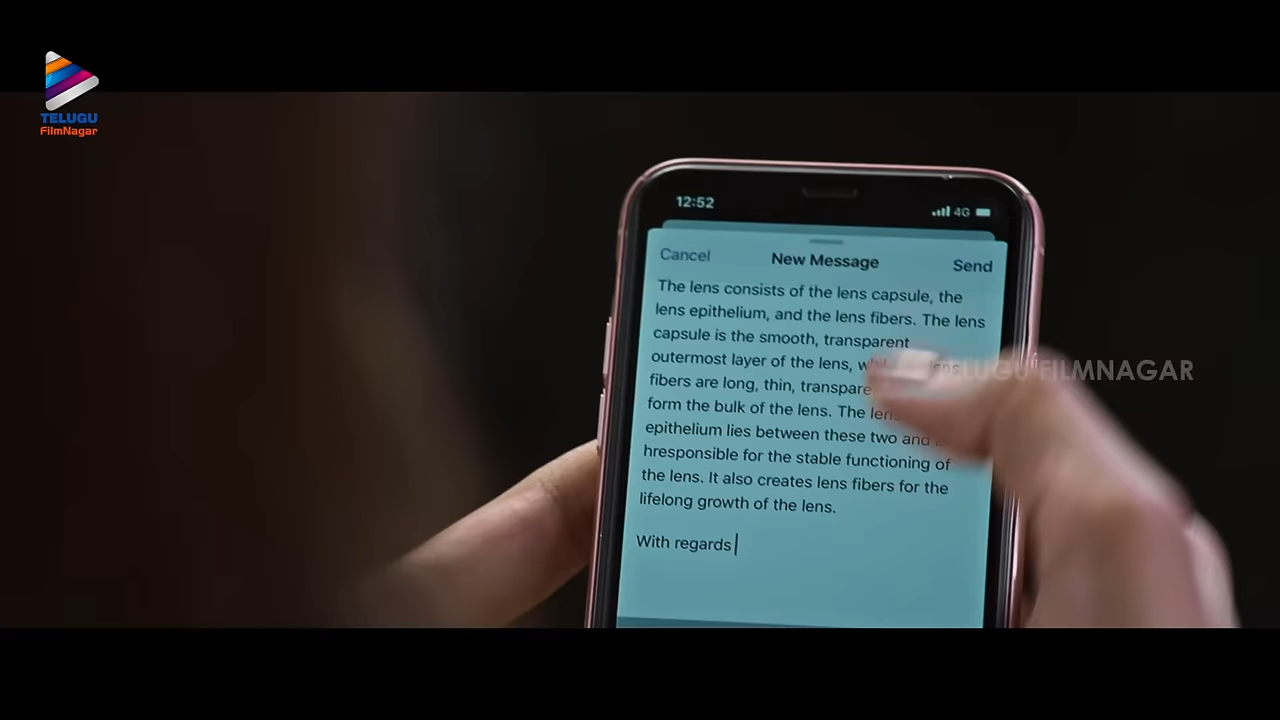 TELUGU
FilmNagar
12:52
4G
Cancel
New Message
Send
The lens consists of the lens capsule, the
lens epithelium, and the lens fibers. The lens
capsule is the smooth, transparent
outermost layer of the lens,
fibers are long, thin,
form the bulk of the lens. The lens
epithelium lies between these two and
hresponsible for the stable functioning of
the lens. It also creates lens fibers for the
lifelong growth of the lens.
With regards
TELUGU FILMNAGAR